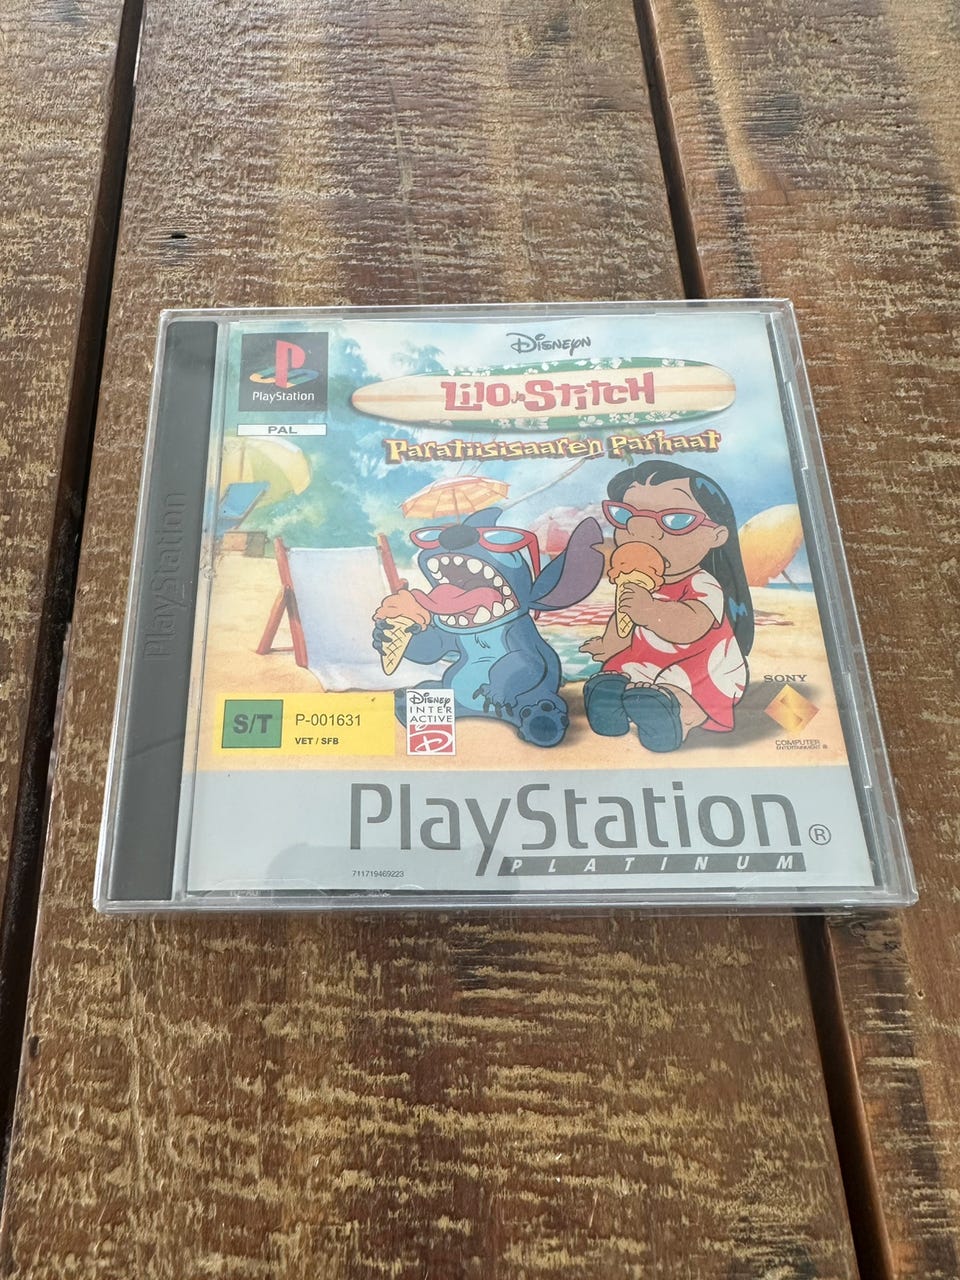 PlayStation
PlayStation
PAL
Disneyn
Lilo ja Stitch
Paratiisisaaren Parhaat
S/T
P-001631
VET / SFB
Disney
INTER
ACTIVE
SONY
COMPUTER
ENTERTAINMENT ®
PlayStation®
PLATINUM
711719469223